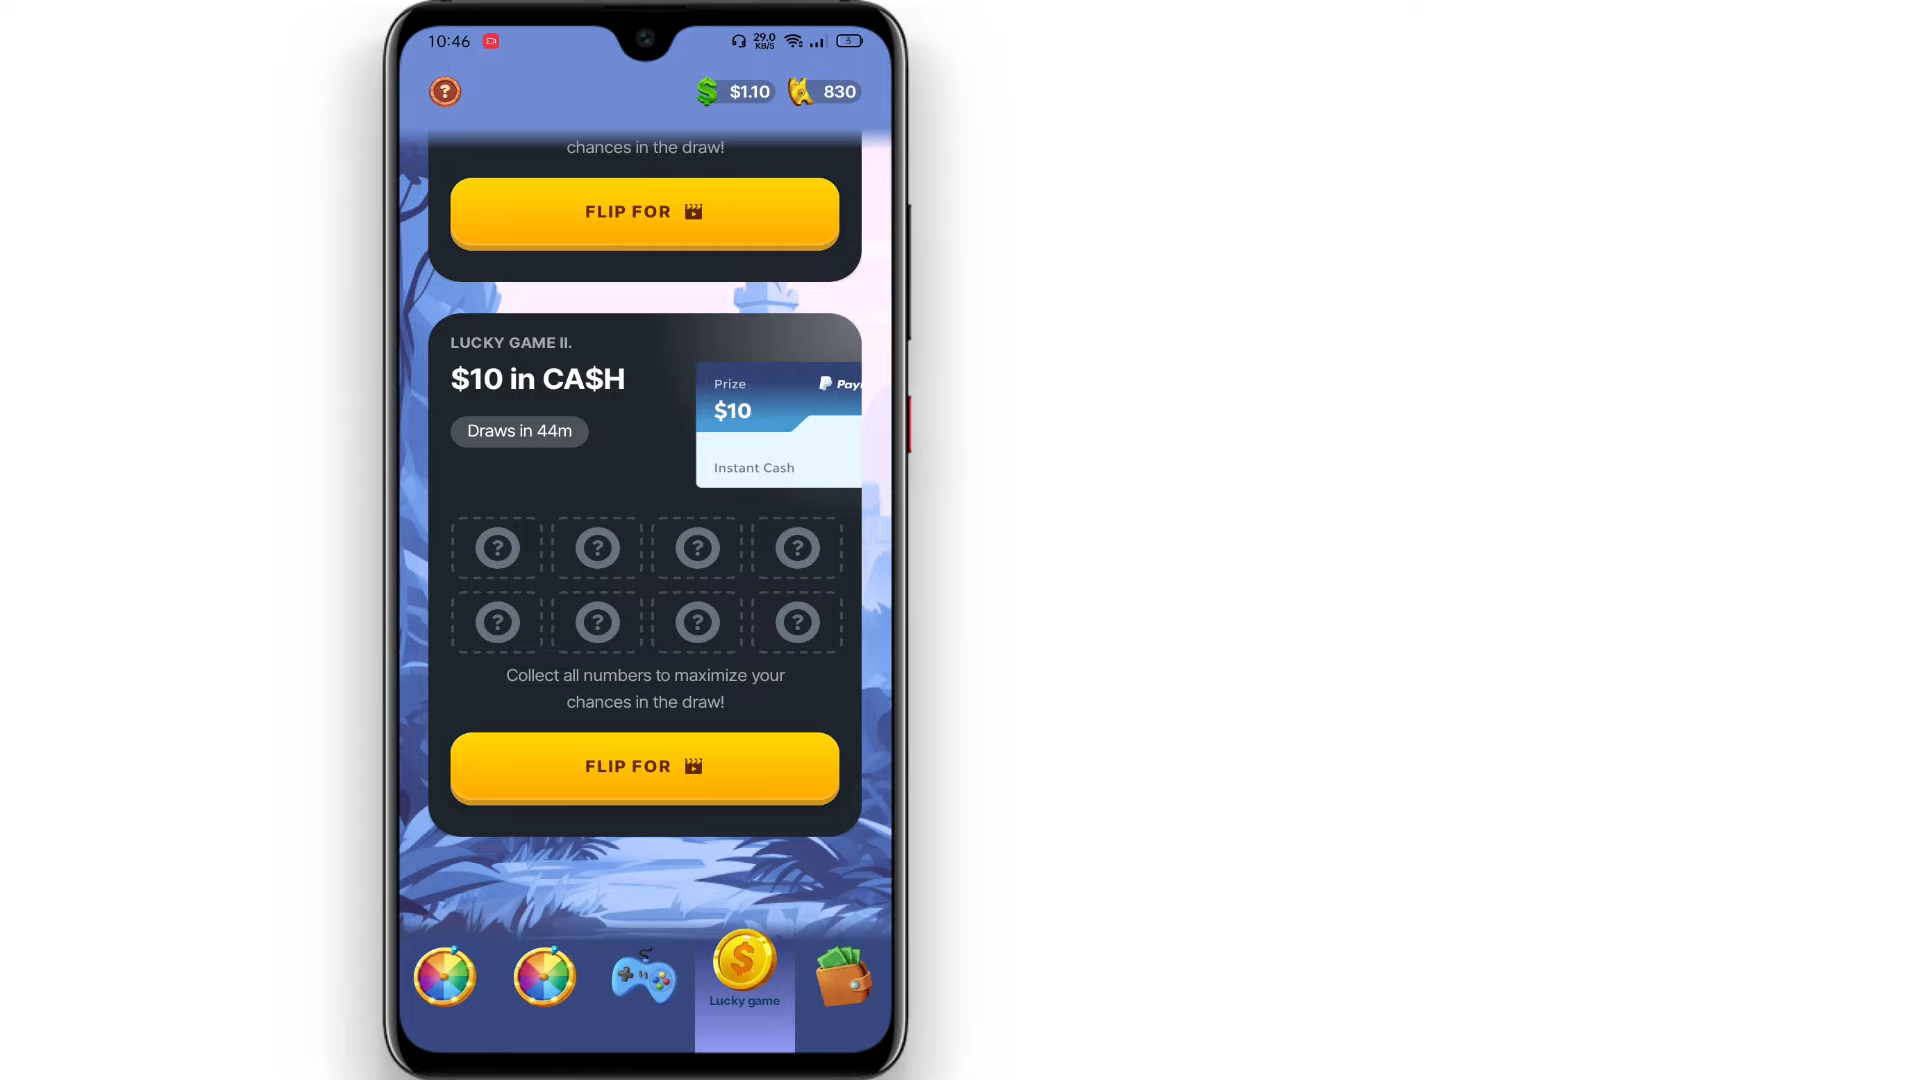 10:46
29.0
KB/S
5
?
$1.10
830
chances in the draw!
FLIP FOR
LUCKY GAME II.
$10 in CA$H
Draws in 44m
Prize
Pay
$10
Instant Cash
? ? ? ?
? ? ? ?
Collect all numbers to maximize your
chances in the draw!
FLIP FOR
Lucky game